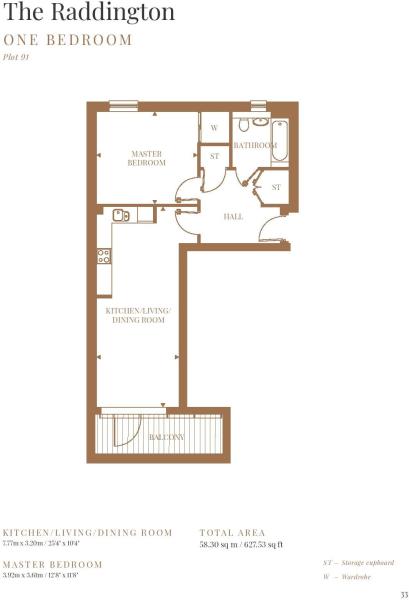 The Raddington
ONE BEDROOM
Plot 91
W
BATHROOM
MASTER
BEDROOM
ST
ST
HALL
KITCHEN/LIVING/
DINING ROOM
BALCONY
KITCHEN/LIVING/DINING ROOM
7.77m x 3.20m / 25'4" x 10'4"
MASTER BEDROOM
3.92m x 3.61m / 12'8" x 11'8"
TOTAL AREA
58.30 sq m / 627.53 sq ft
ST – Storage cupboard
W – Wardrobe
33